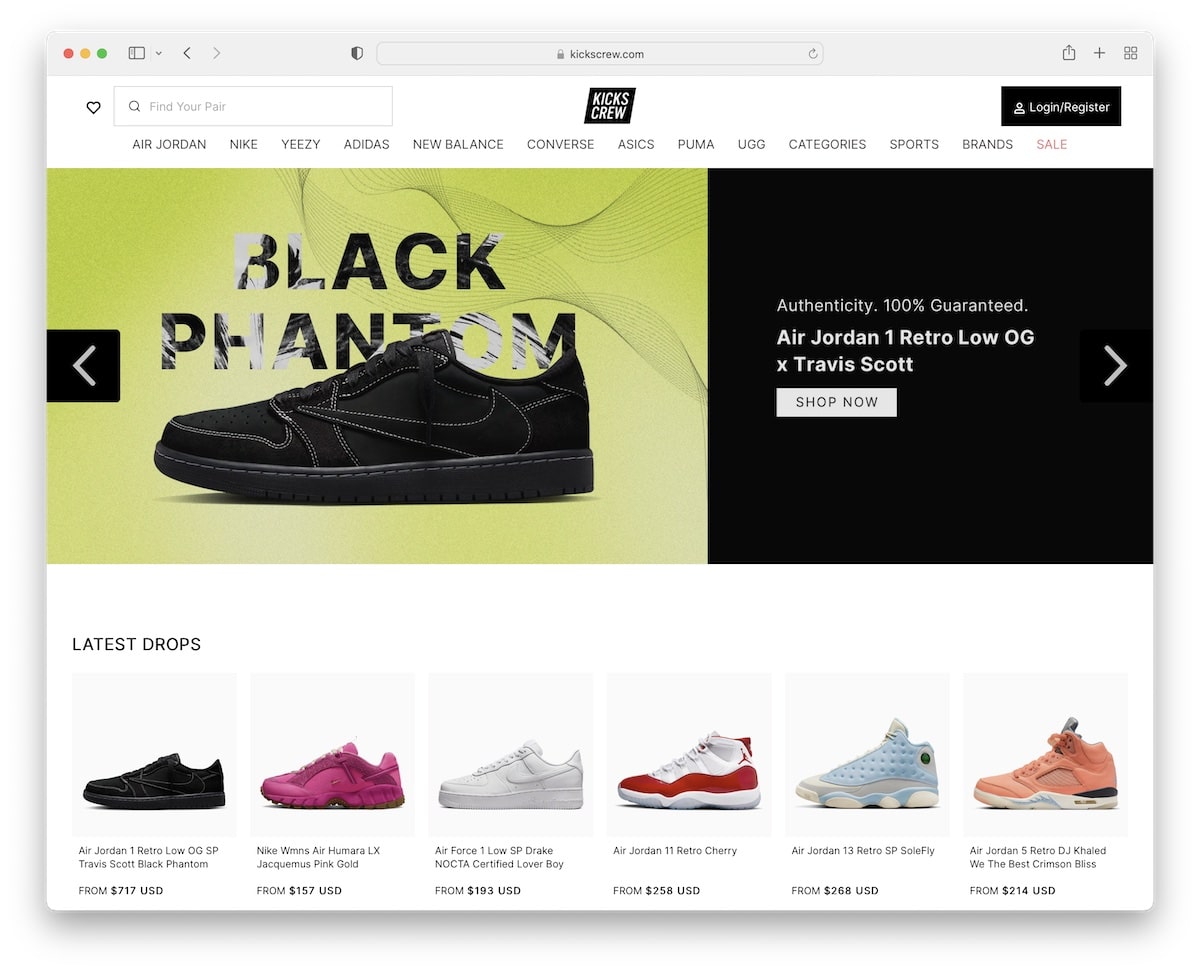 kickscrew.com
Find Your Pair
KICKS
CREW
Login/Register
AIR JORDAN NIKE YEEZY ADIDAS NEW BALANCE CONVERSE ASICS PUMA UGG CATEGORIES SPORTS BRANDS SALE
BLACK
PHANTOM
Authenticity. 100% Guaranteed.
Air Jordan 1 Retro Low OG
x Travis Scott
SHOP NOW
LATEST DROPS
Air Jordan 1 Retro Low OG SP
Travis Scott Black Phantom
FROM $717 USD
Nike Wmns Air Humara LX
Jacquemus Pink Gold
FROM $157 USD
Air Force 1 Low SP Drake
NOCTA Certified Lover Boy
FROM $193 USD
Air Jordan 11 Retro Cherry
FROM $258 USD
Air Jordan 13 Retro SP SoleFly
FROM $268 USD
Air Jordan 5 Retro DJ Khaled
We The Best Crimson Bliss
FROM $214 USD